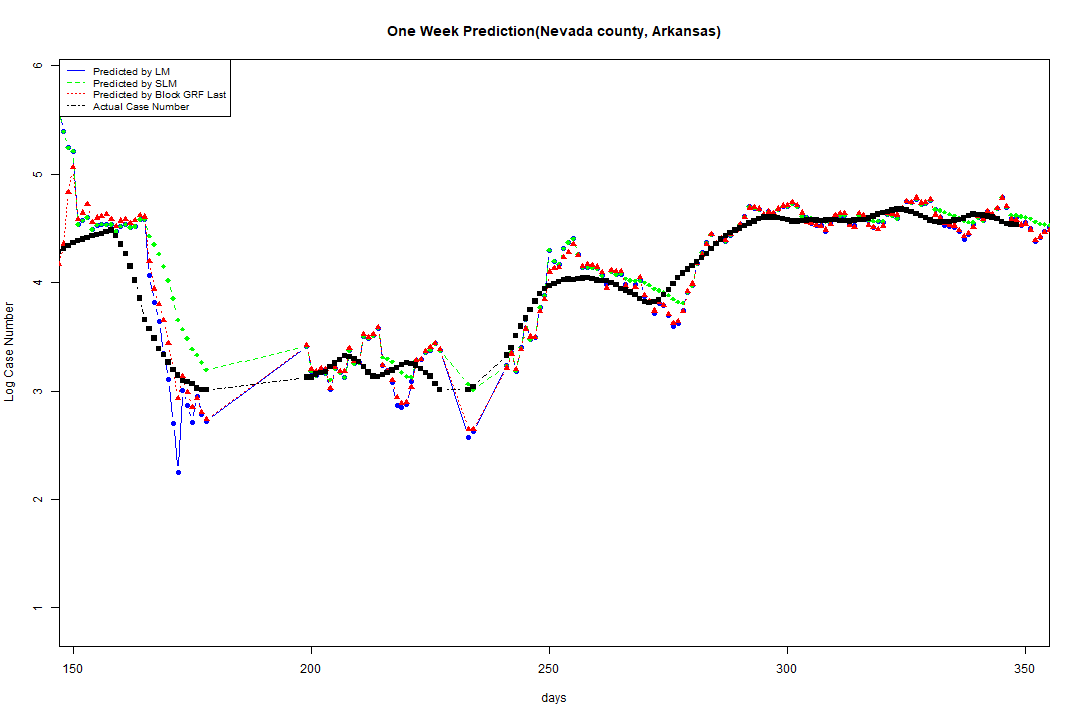 One Week Prediction(Nevada county, Arkansas)
Predicted by LM
Predicted by SLM
Predicted by Block GRF Last
Actual Case Number
6
5
4
3
2
1
Log Case Number
150 200 250 300 350
days